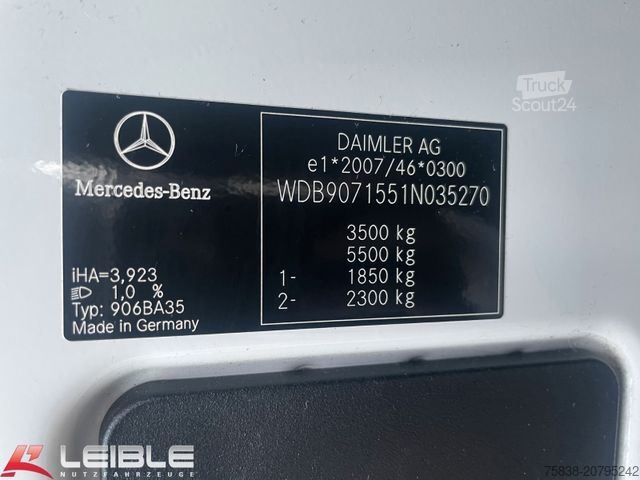 Truck
Scout24
Mercedes-Benz
DAIMLER AG
e1*2007/46*0300
WDB9071551N035270
3500 kg
5500 kg
1- 1850 kg
2- 2300 kg
iHA=3,923
1,0 %
Typ: 906BA35
Made in Germany
LEIBLE
NUTZFAHRZEUGE
75838-20795242